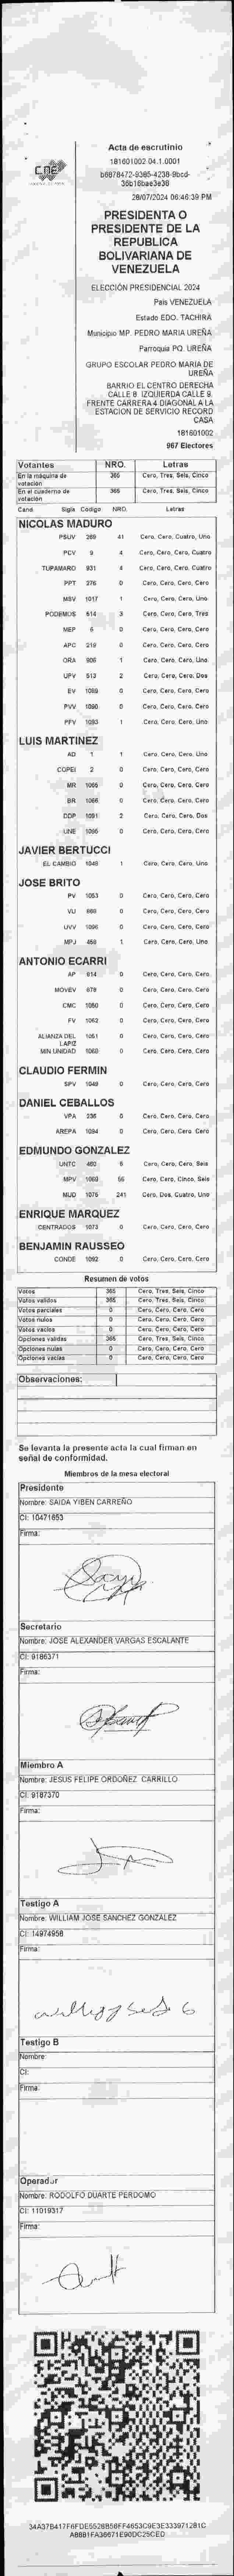 CNE
Acta de escrutinio
181601002.04.1.0001
28/07/2024 06:46:39 PM
PRESIDENTA O
PRESIDENTE DE LA
REPUBLICA
BOLIVARIANA DE
VENEZUELA
ELECCIÓN PRESIDENCIAL 2024
País VENEZUELA
Estado EDO. TACHIRA
Municipio MP. PEDRO MARIA UREÑA
Parroquia PQ. UREÑA
GRUPO ESCOLAR PEDRO MARIA DE
UREÑA
BARRIO EL CENTRO DERECHA
CALLE 8 IZQUIERDA CALLE 9.
FRENTE CARRERA 4 DIAGONAL A LA
ESTACION DE SERVICIO RECORD
CASA
181601002
967 Electores
Votantes NRO. Letras
En la máquina de votación 365 Cero, Tres, Seis, Cinco
En el cuaderno de votación 365 Cero, Tres, Seis, Cinco
Cand. Sigla Código NRO. Letras
NICOLAS MADURO
PSUV 269 41 Cero, Cero, Cuatro, Uno
PCV 9 4 Cero, Cero, Cero, Cuatro
TUPAMARO 931 4 Cero, Cero, Cero, Cuatro
PPT 276 0 Cero, Cero, Cero, Cero
MSV 1017 1 Cero, Cero, Cero, Uno
PODEMOS 514 3 Cero, Cero, Cero, Tres
MEP 6 0 Cero, Cero, Cero, Cero
APC 219 0 Cero, Cero, Cero, Cero
ORA 905 1 Cero, Cero, Cero, Uno
UPV 513 2 Cero, Cero, Cero, Dos
EV 1089 0 Cero, Cero, Cero, Cero
PVV 1090 0 Cero, Cero, Cero, Cero
PFV 1093 1 Cero, Cero, Cero, Uno
LUIS MARTINEZ
AD 1 1 Cero, Cero, Cero, Uno
COPEI 2 0 Cero, Cero, Cero, Cero
MR 1005 0 Cero, Cero, Cero, Cero
BR 1066 0 Cero, Cero, Cero, Cero
DDP 1091 2 Cero, Cero, Cero, Dos
UNE 1095 0 Cero, Cero, Cero, Cero
JAVIER BERTUCCI
EL CAMBIO 1048 1 Cero, Cero, Cero, Uno
JOSE BRITO
PV 1053 0 Cero, Cero, Cero, Cero
VU 869 0 Cero, Cero, Cero, Cero
UVV 1096 0 Cero, Cero, Cero, Cero
MPJ 458 1 Cero, Cero, Cero, Uno
ANTONIO ECARRI
AP 914 0 Cero, Cero, Cero, Cero
MOVEV 878 0 Cero, Cero, Cero, Cero
CMC 1050 0 Cero, Cero, Cero, Cero
FV 1062 0 Cero, Cero, Cero, Cero
ALIANZA DEL LAPIZ 1051 0 Cero, Cero, Cero, Cero
MIN UNIDAD 1060 0 Cero, Cero, Cero, Cero
CLAUDIO FERMIN
SPV 1049 0 Cero, Cero, Cero, Cero
DANIEL CEBALLOS
VPA 236 0 Cero, Cero, Cero, Cero
AREPA 1094 0 Cero, Cero, Cero, Cero
EDMUNDO GONZALEZ
UNTC 460 6 Cero, Cero, Cero, Seis
MPV 1083 56 Cero, Cero, Cinco, Seis
MUD 1075 241 Cero, Dos, Cuatro, Uno
ENRIQUE MARQUEZ
CENTRADOS 1073 0 Cero, Cero, Cero, Cero
BENJAMIN RAUSSEO
CONDE 1092 0 Cero, Cero, Cero, Cero
Resumen de votos
Votos 365 Cero, Tres, Seis, Cinco
Votos válidos 365 Cero, Tres, Seis, Cinco
Votos parciales 0 Cero, Cero, Cero, Cero
Votos nulos 0 Cero, Cero, Cero, Cero
Votos vacíos 0 Cero, Cero, Cero, Cero
Opciones válidas 365 Cero, Tres, Seis, Cinco
Opciones nulas 0 Cero, Cero, Cero, Cero
Opciones vacías 0 Cero, Cero, Cero, Cero
Observaciones:
Se levanta la presente acta la cual firman en
señal de conformidad.
Miembros de la mesa electoral
Presidente
Nombre: SAIDA YIBEN CARREÑO
CI: 10471653
Firma:
Secretario
Nombre: JOSE ALEXANDER VARGAS ESCALANTE
CI: 9186371
Firma:
Miembro A
Nombre: JESUS FELIPE ORDOÑEZ CARRILLO
CI: 9187370
Firma:
Testigo A
Nombre: WILLIAM JOSE SANCHEZ GONZALEZ
CI: 14974958
Firma:
Testigo B
Nombre:
CI:
Firma:
Operador
Nombre: RODOLFO DUARTE PERDOMO
CI: 11019317
Firma: